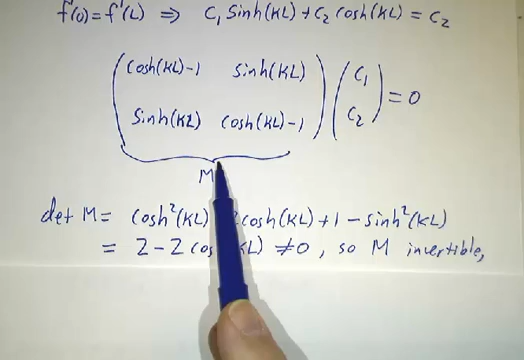 f'(0) = f'(L) ⇒ C₁ Sinh(KL) + C₂ cosh(KL) = C₂
(cosh(KL)-1 Sinh(KL)) (C₁)
(Sinh(KL) cosh(KL)-1) (C₂) = 0
M
det M = cosh²(KL) 2cosh(KL) + 1 - sinh²(KL)
= 2 - 2 cos KL) ≠ 0, so M invertible,